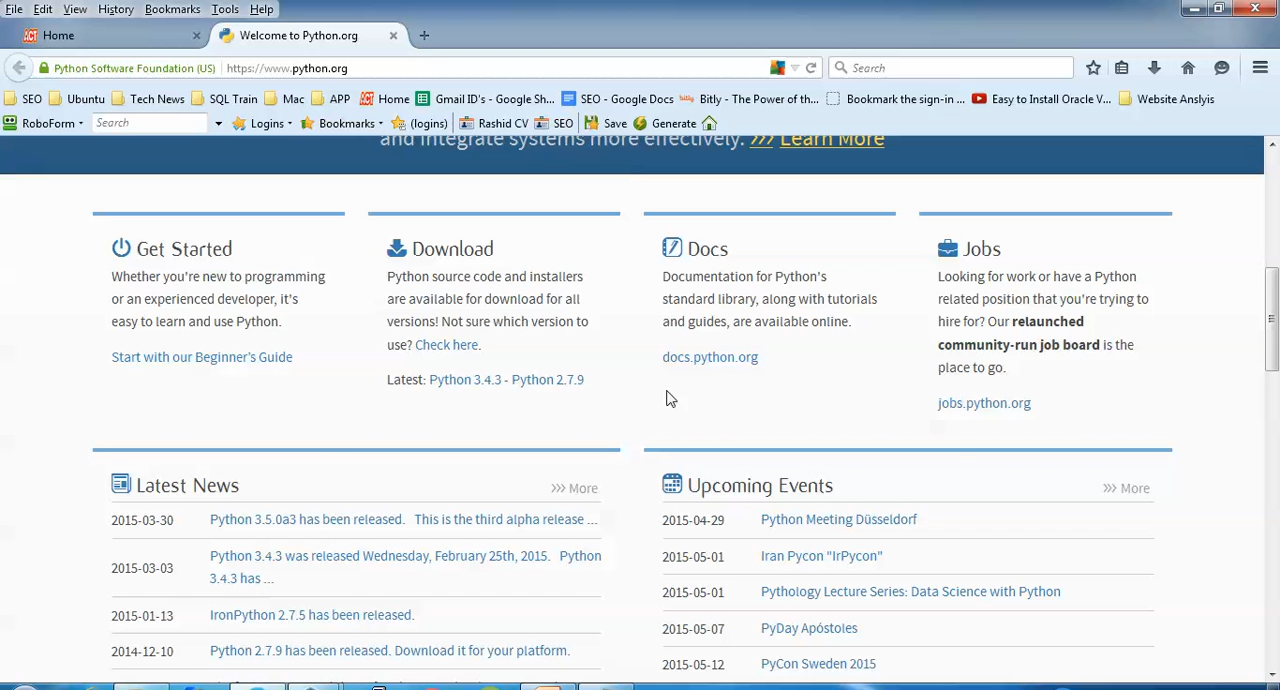 File Edit View History Bookmarks Tools Help
ACT Home × Welcome to Python.org × +
Python Software Foundation (US) https://www.python.org Search
SEO Ubuntu Tech News SQL Train Mac APP ACT Home Gmail ID's - Google Sh... SEO - Google Docs bitly Bitly - The Power of th... Bookmark the sign-in ... Easy to Install Oracle V... Website Anslyis
RoboForm Search Logins Bookmarks (logins) Rashid CV SEO Save Generate
and integrate systems more effectively. >>> Learn More
Get Started
Whether you're new to programming
or an experienced developer, it's
easy to learn and use Python.
Start with our Beginner's Guide
Download
Python source code and installers
are available for download for all
versions! Not sure which version to
use? Check here.
Latest: Python 3.4.3 - Python 2.7.9
Docs
Documentation for Python's
standard library, along with tutorials
and guides, are available online.
docs.python.org
Jobs
Looking for work or have a Python
related position that you're trying to
hire for? Our relaunched
community-run job board is the
place to go.
jobs.python.org
Latest News >>> More
2015-03-30 Python 3.5.0a3 has been released. This is the third alpha release ...
2015-03-03 Python 3.4.3 was released Wednesday, February 25th, 2015. Python
3.4.3 has ...
2015-01-13 IronPython 2.7.5 has been released.
2014-12-10 Python 2.7.9 has been released. Download it for your platform.
Upcoming Events >>> More
2015-04-29 Python Meeting Düsseldorf
2015-05-01 Iran Pycon "IrPycon"
2015-05-01 Pythology Lecture Series: Data Science with Python
2015-05-07 PyDay Apóstoles
2015-05-12 PyCon Sweden 2015